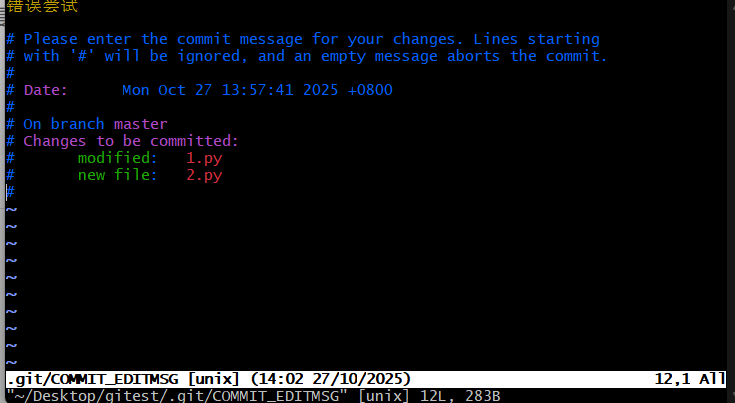 错误尝试
# Please enter the commit message for your changes. Lines starting
# with '#' will be ignored, and an empty message aborts the commit.
#
# Date:      Mon Oct 27 13:57:41 2025 +0800
#
# On branch master
# Changes to be committed:
#       modified:   1.py
#       new file:   2.py
#
~
~
~
~
~
~
~
~
~
~
.git/COMMIT_EDITMSG [unix] (14:02 27/10/2025) 12,1 All
"~/Desktop/gitest/.git/COMMIT_EDITMSG" [unix] 12L, 283B